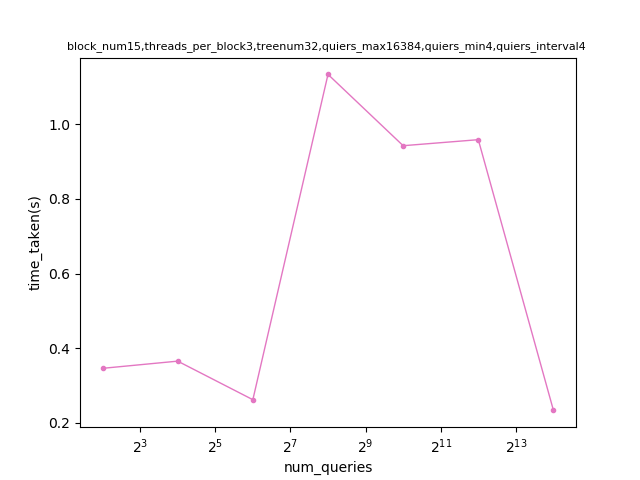 block_num15,threads_per_block3,treenum32,quiers_max16384,quiers_min4,quiers_interval4
1.0
0.8
0.6
0.4
0.2
time_taken(s)
2^3 2^5 2^7 2^9 2^11 2^13
num_queries